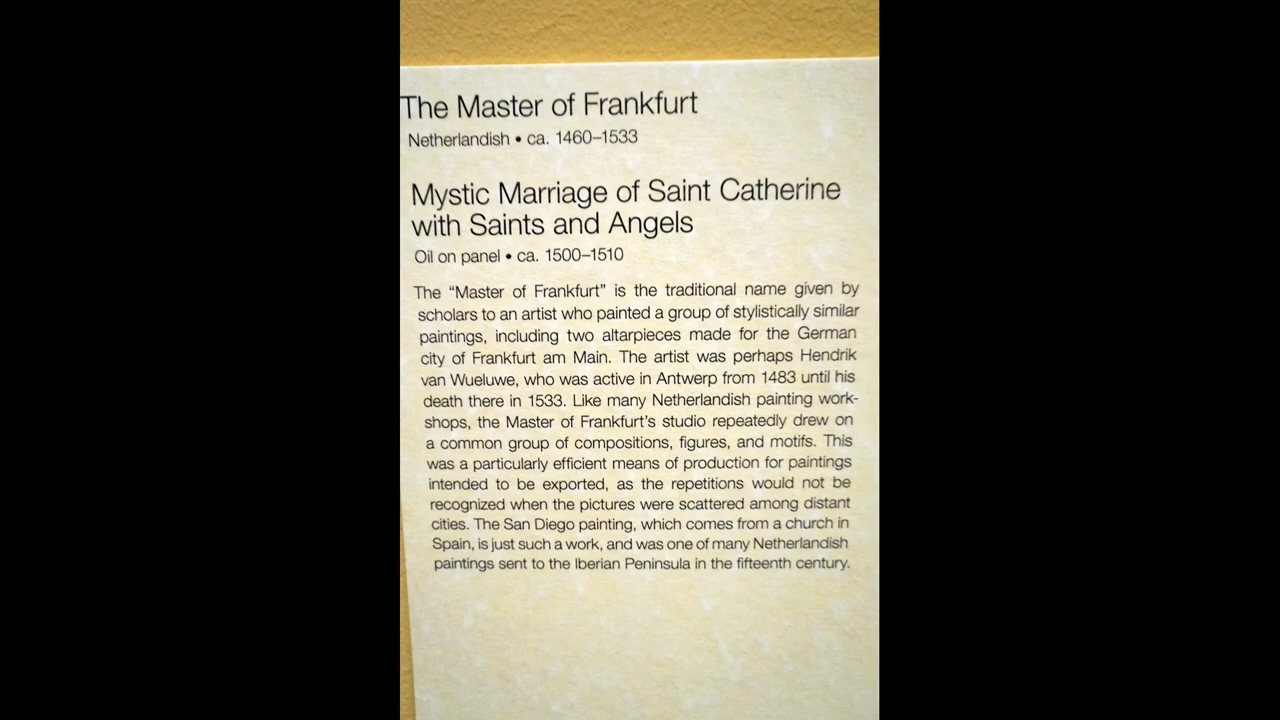 The Master of Frankfurt
Netherlandish • ca. 1460–1533
Mystic Marriage of Saint Catherine
with Saints and Angels
Oil on panel • ca. 1500–1510
The “Master of Frankfurt” is the traditional name given by
scholars to an artist who painted a group of stylistically similar
paintings, including two altarpieces made for the German
city of Frankfurt am Main. The artist was perhaps Hendrik
van Wueluwe, who was active in Antwerp from 1483 until his
death there in 1533. Like many Netherlandish painting work-
shops, the Master of Frankfurt’s studio repeatedly drew on
a common group of compositions, figures, and motifs. This
was a particularly efficient means of production for paintings
intended to be exported, as the repetitions would not be
recognized when the pictures were scattered among distant
cities. The San Diego painting, which comes from a church in
Spain, is just such a work, and was one of many Netherlandish
paintings sent to the Iberian Peninsula in the fifteenth century.